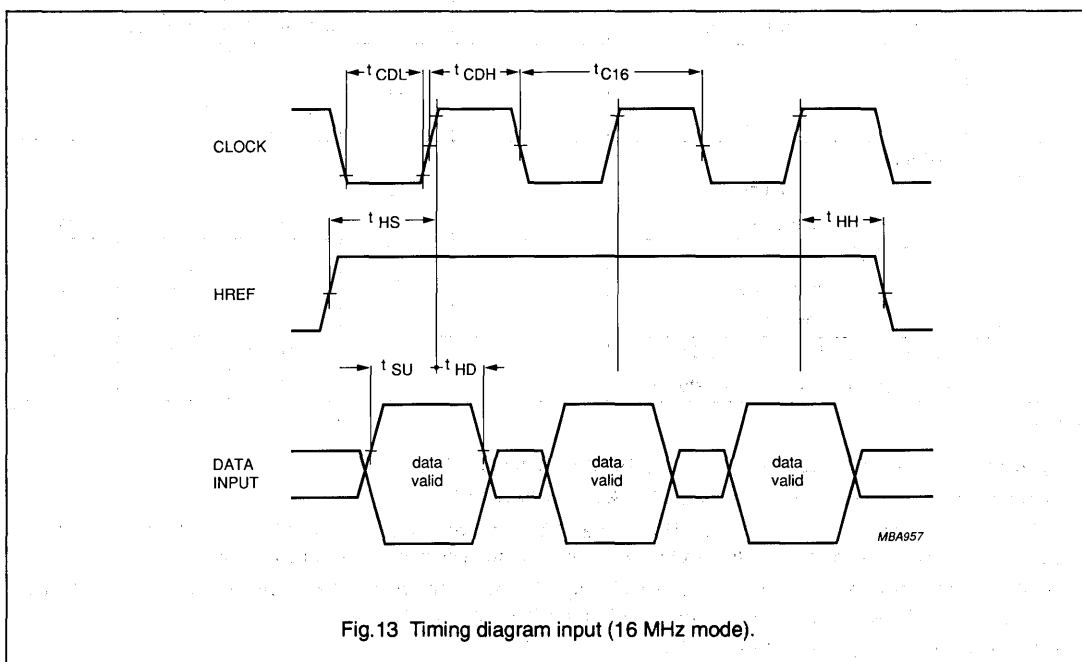 t CDL t CDH t C16
CLOCK
t HS t HH
HREF
t SU t HD
DATA
INPUT
data
valid
data
valid
data
valid
MBA957
Fig.13 Timing diagram input (16 MHz mode).